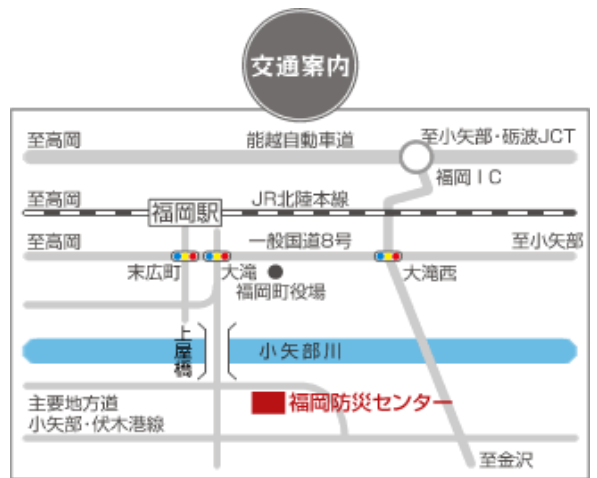 交通案内
至高岡
能越自動車道
至小矢部・砺波JCT
福岡IC
至高岡
JR北陸本線
福岡駅
至高岡
一般国道8号
至小矢部
末広町
大滝
大滝西
福岡町役場
上屋橋
小矢部川
福岡防災センター
主要地方道
小矢部・伏木港線
至金沢